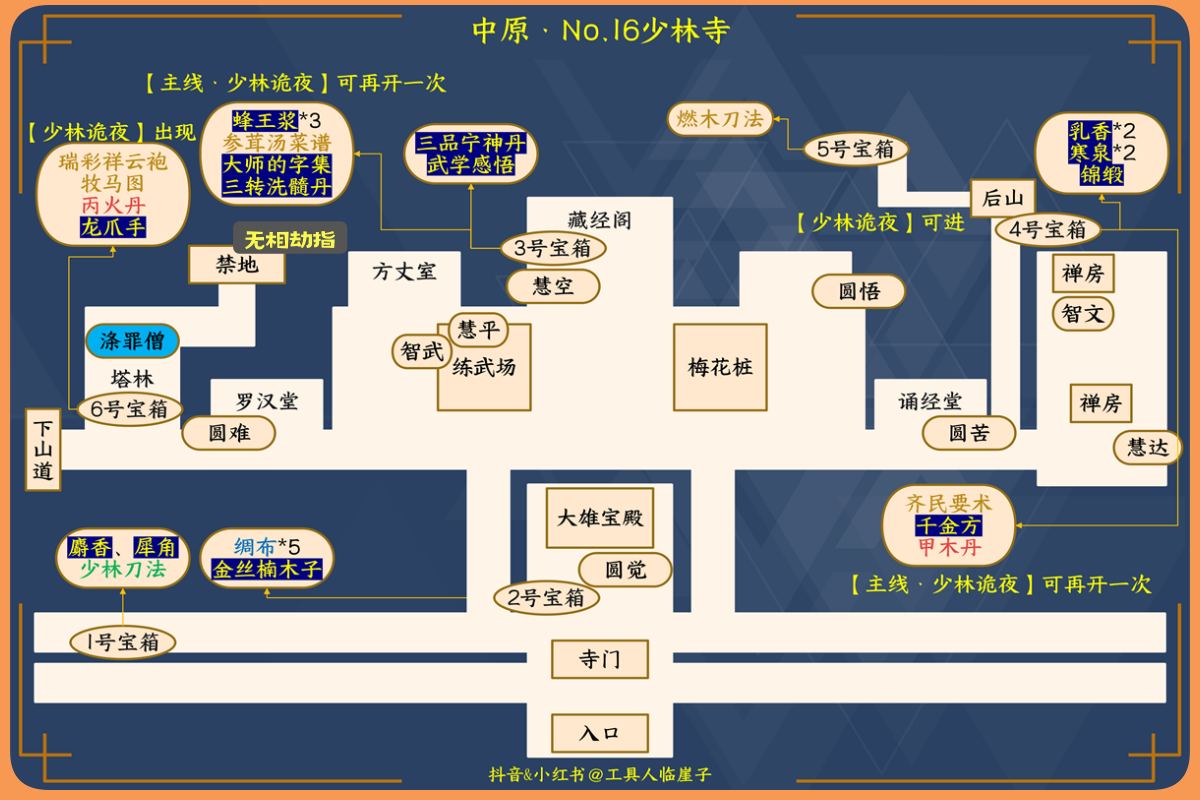 中原·No.16少林寺
【主线·少林诡夜】可再开一次
【少林诡夜】出现
瑞彩祥云袍
牧马图
丙火丹
龙爪手
蜂王浆*3
参茸汤菜谱
大师的字集
三转洗髓丹
三品宁神丹
武学感悟
燃木刀法
5号宝箱
乳香*2
寒泉*2
锦缎
后山
【少林诡夜】可进
4号宝箱
无相劫指
禁地
方丈室
藏经阁
3号宝箱
慧空
圆悟
禅房
智文
涤罪僧
塔林
6号宝箱
慧平
智武
练武场
梅花桩
罗汉堂
圆难
诵经堂
圆苦
禅房
慧达
下山道
大雄宝殿
圆觉
2号宝箱
齐民要术
千金方
甲木丹
【主线·少林诡夜】可再开一次
麝香、犀角
少林刀法
绸布*5
金丝楠木子
1号宝箱
寺门
入口
抖音&小红书@工具人临崖子